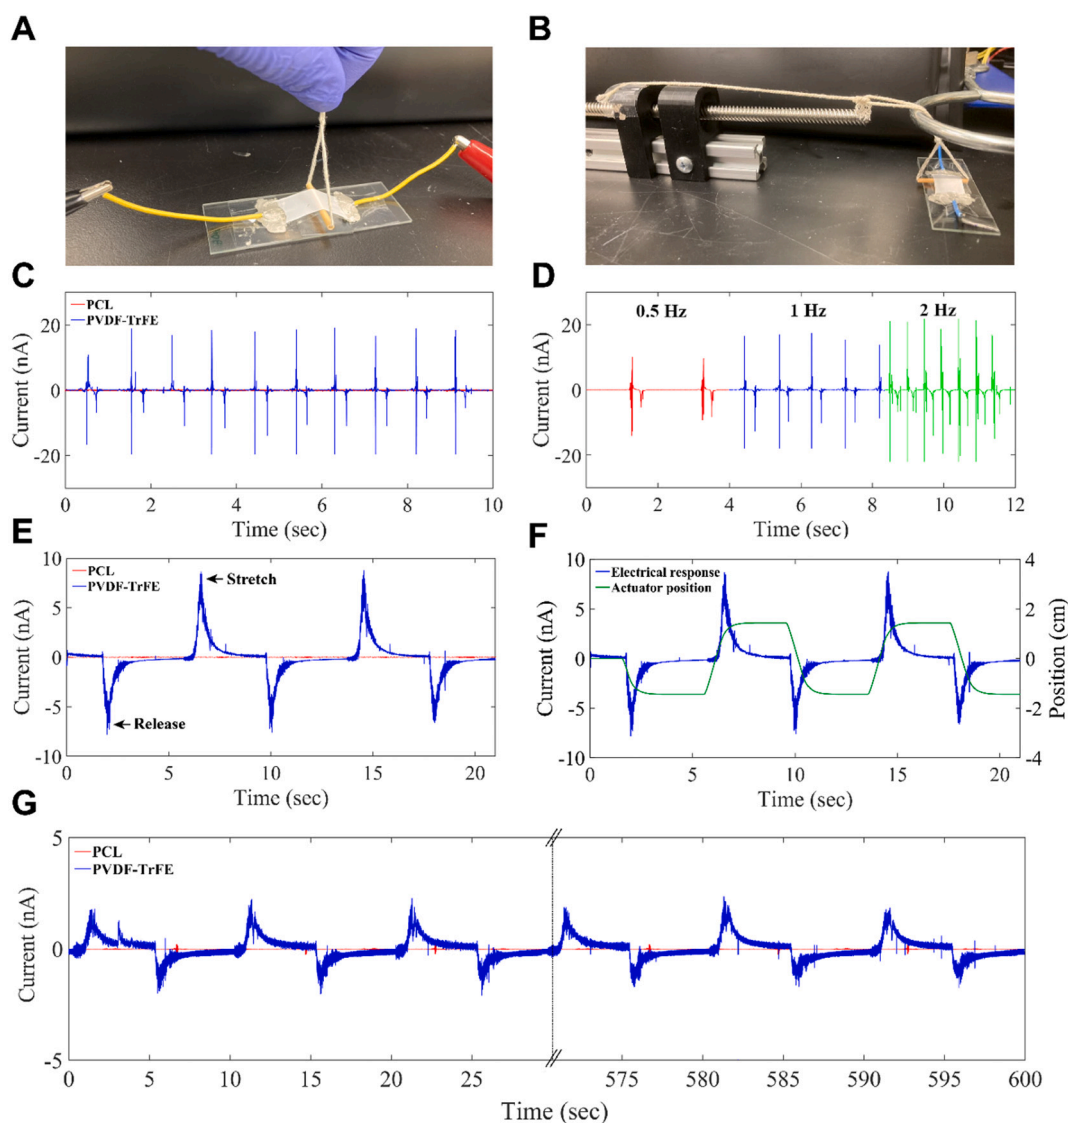 A
B
C
PCL
PVDF-TrFE
20
0
-20
Current (nA)
0
2
4
6
8
10
Time (sec)
D
0.5 Hz
1 Hz
2 Hz
20
0
-20
Current (nA)
0
2
4
6
8
10
12
Time (sec)
E
PCL
PVDF-TrFE
Stretch
Release
10
5
0
-5
-10
Current (nA)
0
5
10
15
20
Time (sec)
F
Electrical response
Actuator position
10
5
0
-5
-10
Current (nA)
4
2
0
-2
-4
Position (cm)
0
5
10
15
20
Time (sec)
G
PCL
PVDF-TrFE
5
0
-5
Current (nA)
0
5
10
15
20
25
575
580
585
590
595
600
Time (sec)